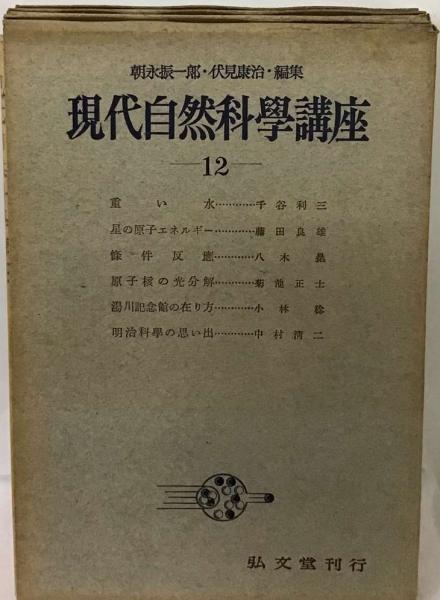 朝永振一郎・伏見康治・編集
現代自然科學講座
12
重い水…………千谷利三
星の原子エネルギー…………藤田良雄
條件反應…………八木冕
原子核の光分解…………菊池正士
湯川記念館の在り方…………小林稔
明治科學の思い出…………中村清二
弘文堂刊行